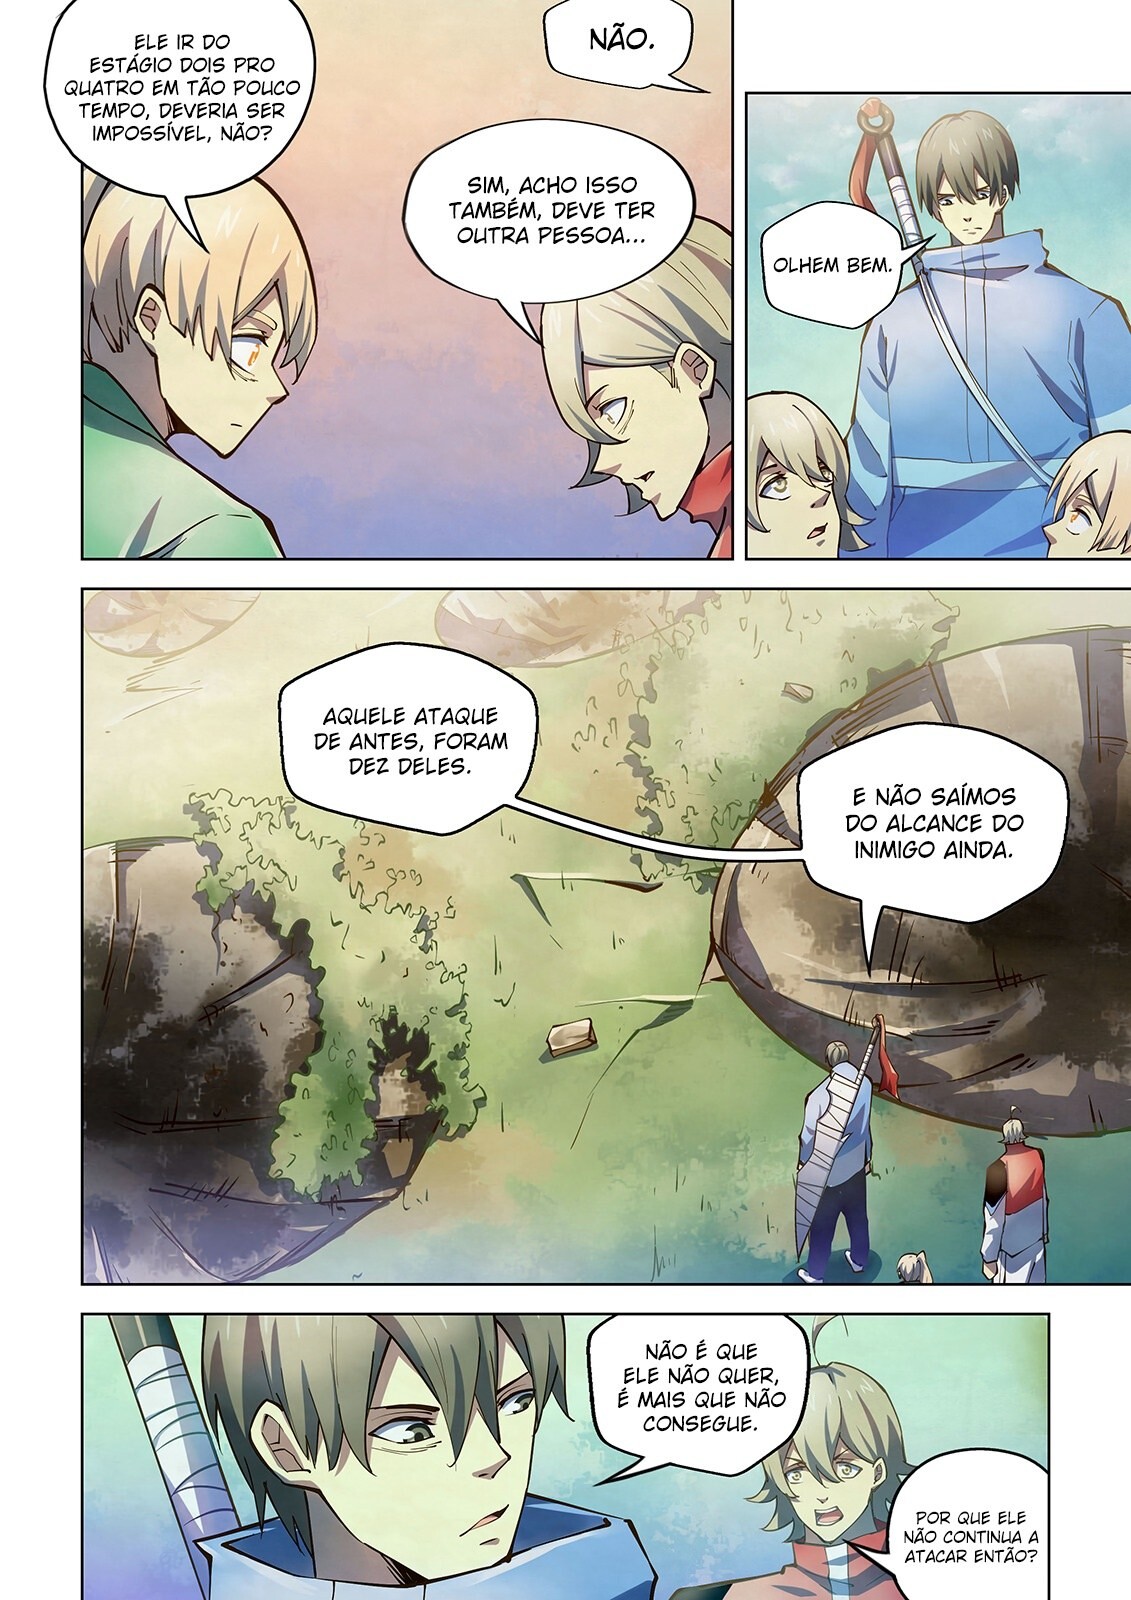 ELE IR DO
ESTÁGIO DOIS PRO
QUATRO EM TÃO POUCO
TEMPO, DEVERIA SER
IMPOSSÍVEL, NÃO?
SIM, ACHO ISSO
TAMBÉM, DEVE TER
OUTRA PESSOA...
NÃO.
OLHEM BEM.
AQUELE ATAQUE
DE ANTES, FORAM
DEZ DELES.
E NÃO SAÍMOS
DO ALCANCE DO
INIMIGO AINDA.
NÃO É QUE
ELE NÃO QUER,
É MAIS QUE NÃO
CONSEGUE.
POR QUE ELE
NÃO CONTINUA A
ATACAR ENTÃO?